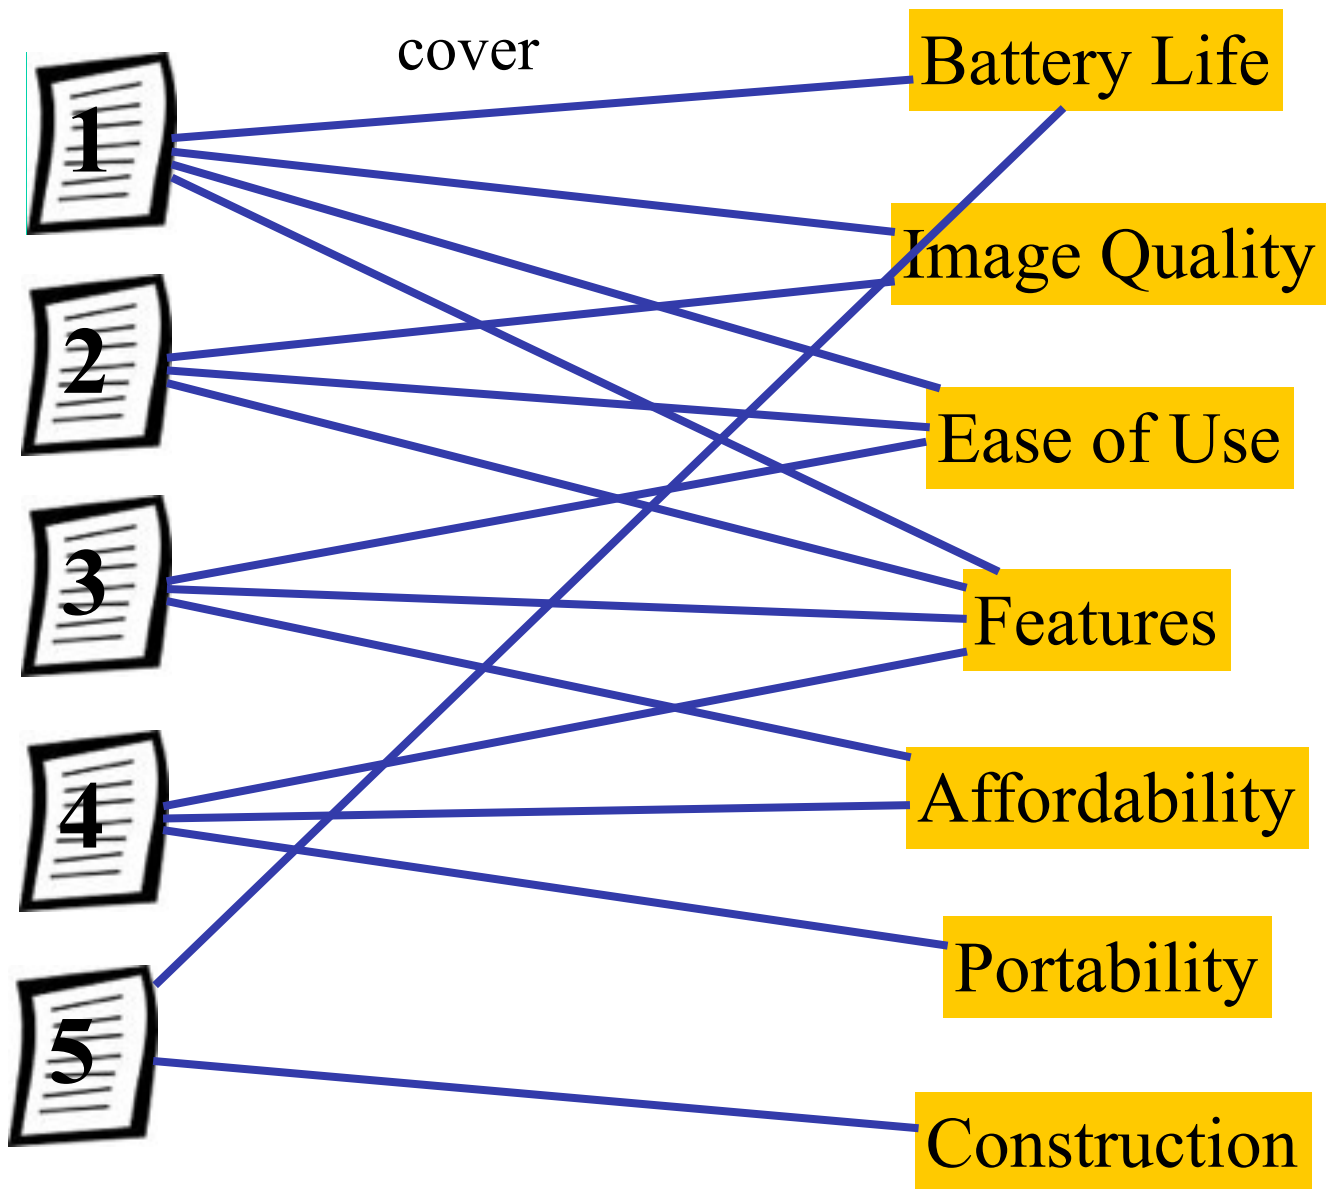 cover
1
2
3
4
5
Battery Life
Image Quality
Ease of Use
Features
Affordability
Portability
Construction